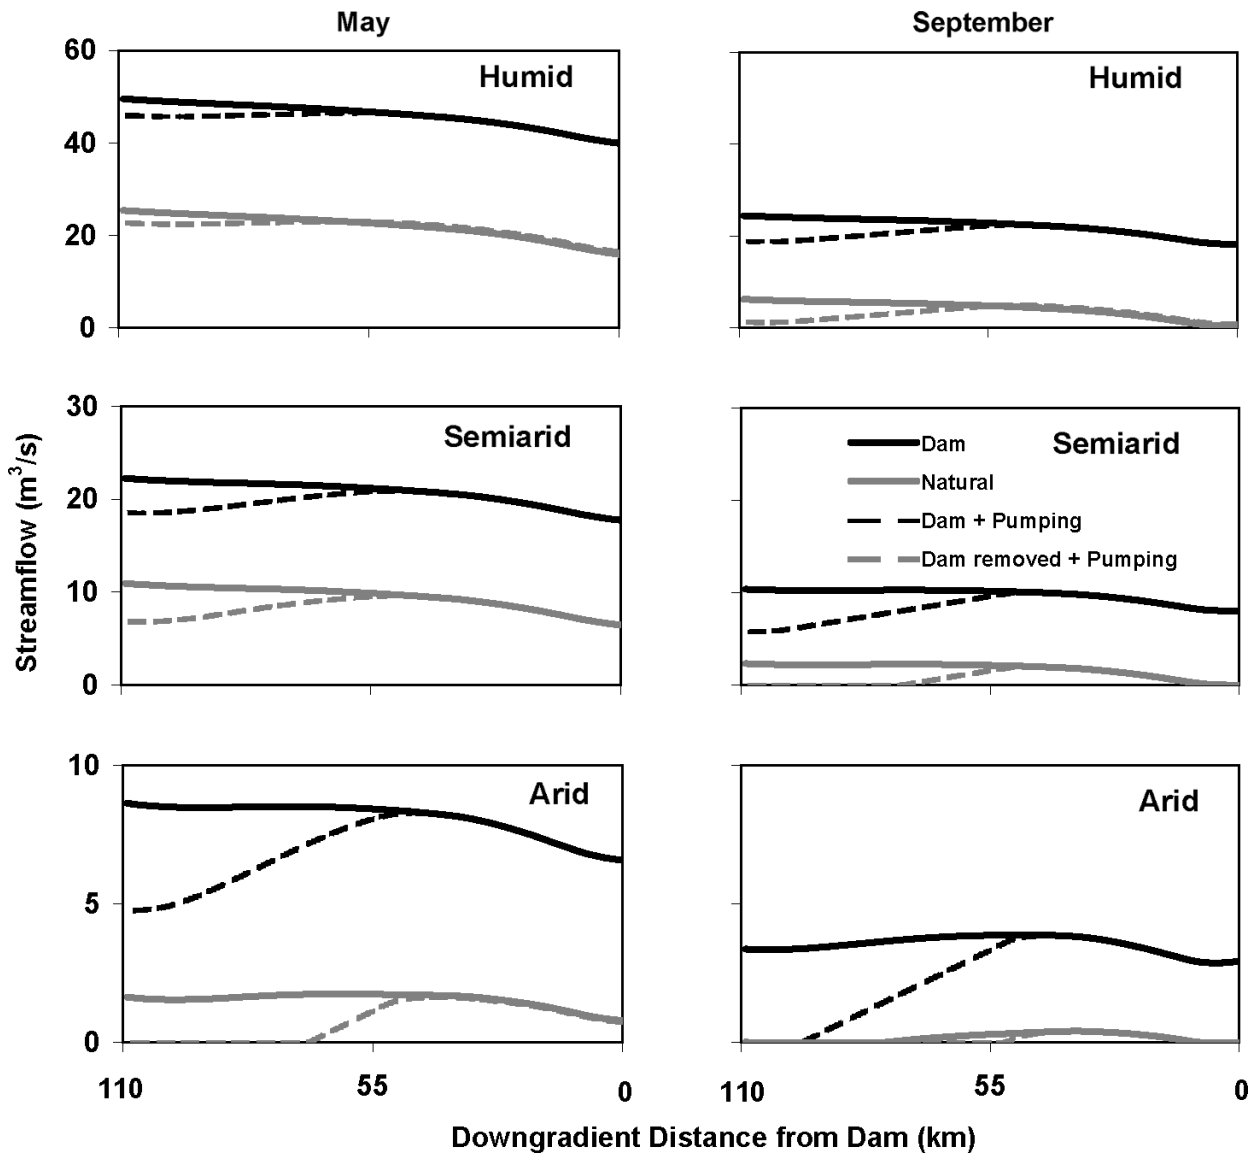 May
September
60
40
20
0
Humid
Humid
30
20
10
0
Semiarid
Semiarid
Dam
Natural
Dam + Pumping
Dam removed + Pumping
Streamflow (m³/s)
10
5
0
Arid
Arid
110
55
0
110
55
0
Downgradient Distance from Dam (km)